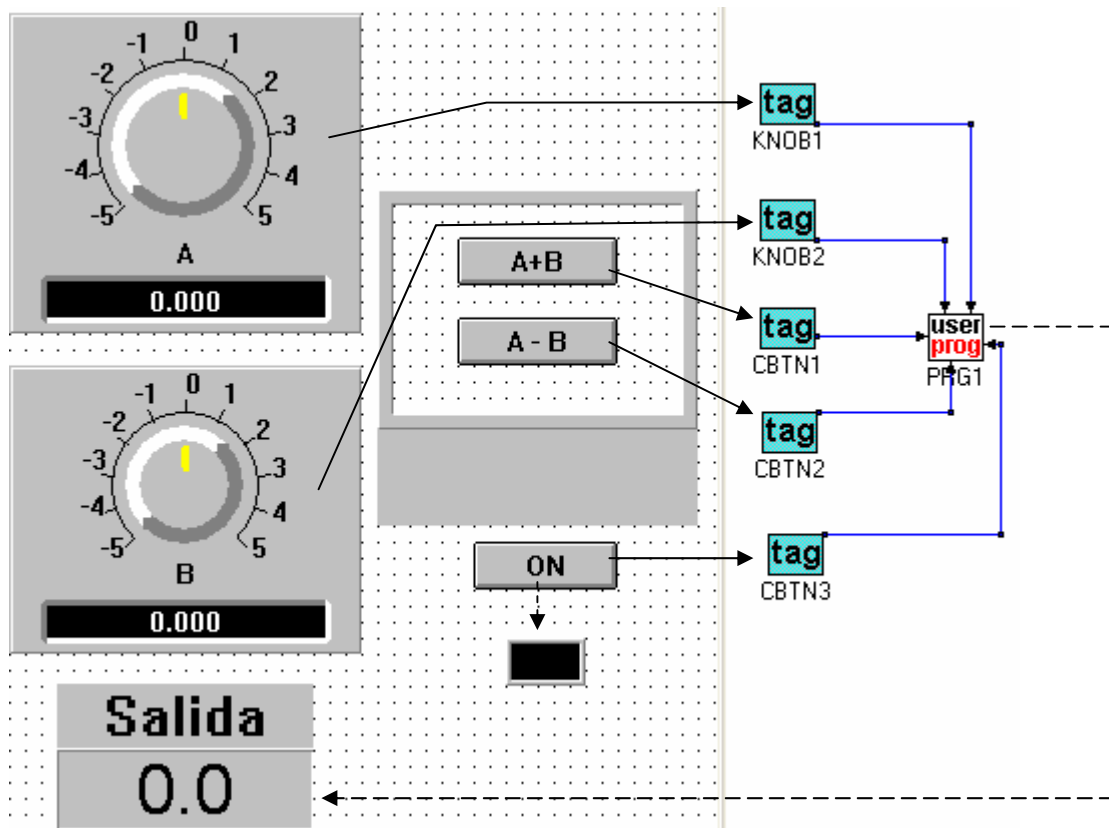 -5 -4 -3 -2 -1 0 1 2 3 4 5
A
0.000
-5 -4 -3 -2 -1 0 1 2 3 4 5
B
0.000
Salida
0.0
A+B
A - B
ON
tag
KNOB1
tag
KNOB2
tag
CBTN1
tag
CBTN2
tag
CBTN3
user
prog
PRG1